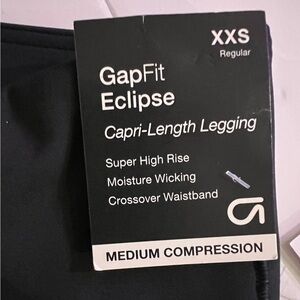 XXS
Regular
GapFit
Eclipse
Capri-Length Legging
Super High Rise
Moisture Wicking
Crossover Waistband
MEDIUM COMPRESSION